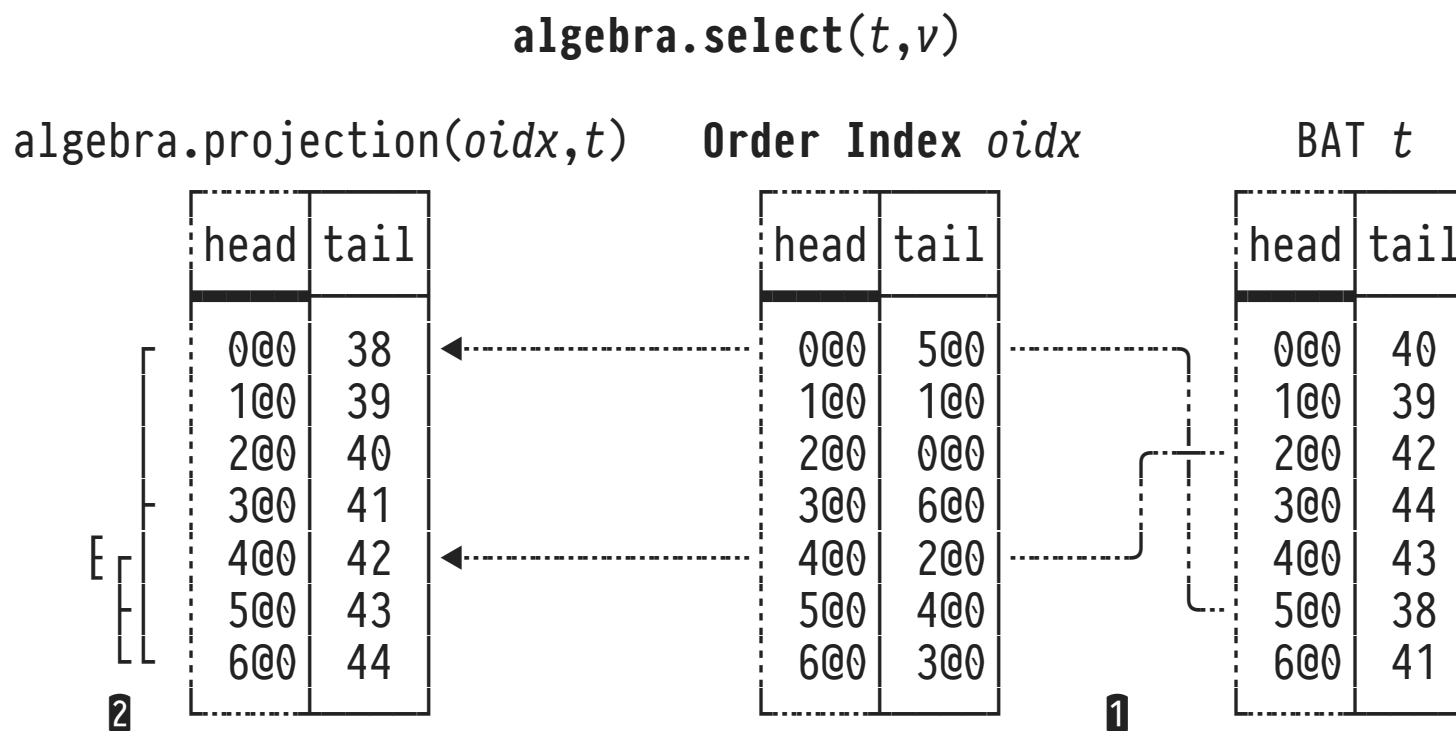 algebra.select(t,v)
algebra.projection(oidx,t) Order Index oidx BAT t
head tail head tail head tail
0@0 38 0@0 5@0 0@0 40
1@0 39 1@0 1@0 1@0 39
2@0 40 2@0 0@0 2@0 42
3@0 41 3@0 6@0 3@0 44
4@0 42 4@0 2@0 4@0 43
5@0 43 5@0 4@0 5@0 38
6@0 44 6@0 3@0 6@0 41
2 1